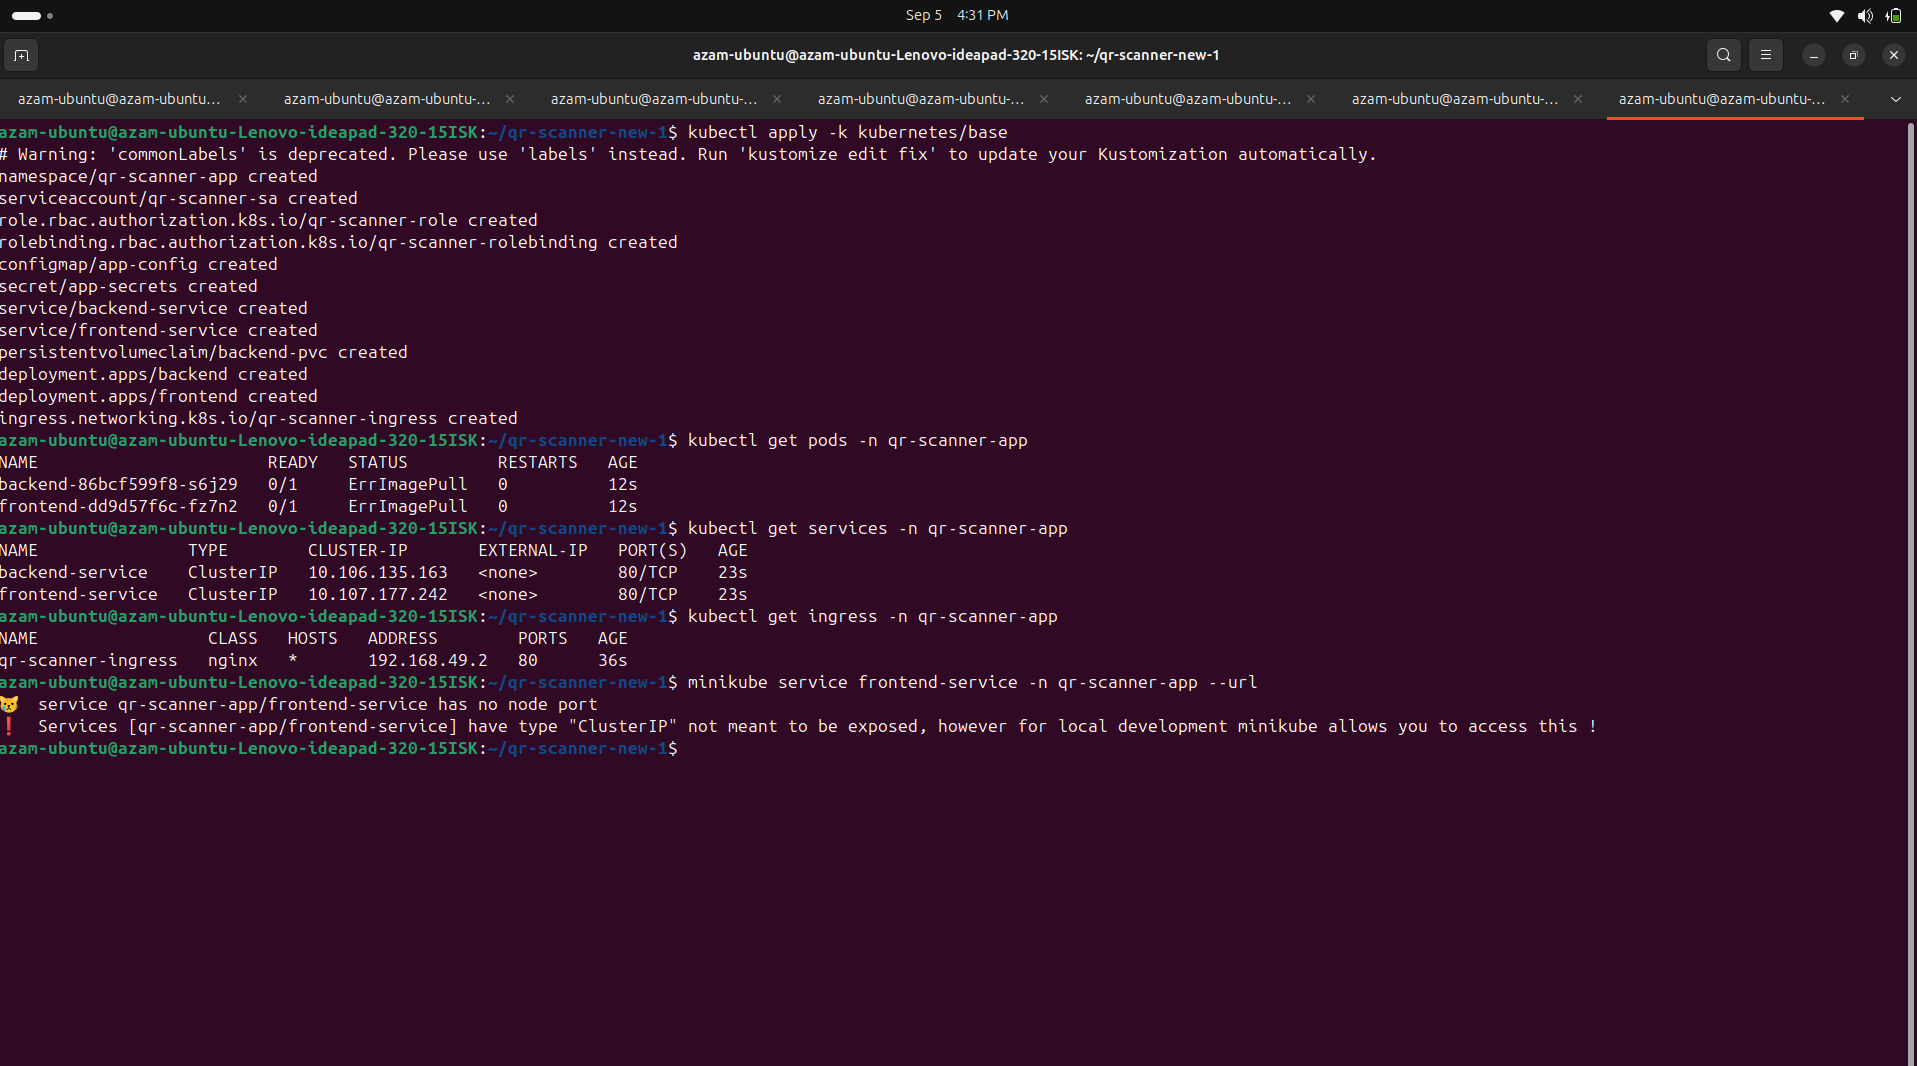 Sep 5 4:31 PM
azam-ubuntu@azam-ubuntu-Lenovo-ideapad-320-15ISK: ~/qr-scanner-new-1
azam-ubuntu@azam-ubuntu... azam-ubuntu@azam-ubuntu-... azam-ubuntu@azam-ubuntu-... azam-ubuntu@azam-ubuntu-... azam-ubuntu@azam-ubuntu-... azam-ubuntu@azam-ubuntu-... azam-ubuntu@azam-ubuntu-...
azam-ubuntu@azam-ubuntu-Lenovo-ideapad-320-15ISK:~/qr-scanner-new-1$ kubectl apply -k kubernetes/base
# Warning: 'commonLabels' is deprecated. Please use 'labels' instead. Run 'kustomize edit fix' to update your Kustomization automatically.
namespace/qr-scanner-app created
serviceaccount/qr-scanner-sa created
role.rbac.authorization.k8s.io/qr-scanner-role created
rolebinding.rbac.authorization.k8s.io/qr-scanner-rolebinding created
configmap/app-config created
secret/app-secrets created
service/backend-service created
service/frontend-service created
persistentvolumeclaim/backend-pvc created
deployment.apps/backend created
deployment.apps/frontend created
ingress.networking.k8s.io/qr-scanner-ingress created
azam-ubuntu@azam-ubuntu-Lenovo-ideapad-320-15ISK:~/qr-scanner-new-1$ kubectl get pods -n qr-scanner-app
NAME READY STATUS RESTARTS AGE
backend-86bcf599f8-s6j29 0/1 ErrImagePull 0 12s
frontend-dd9d57f6c-fz7n2 0/1 ErrImagePull 0 12s
azam-ubuntu@azam-ubuntu-Lenovo-ideapad-320-15ISK:~/qr-scanner-new-1$ kubectl get services -n qr-scanner-app
NAME TYPE CLUSTER-IP EXTERNAL-IP PORT(S) AGE
backend-service ClusterIP 10.106.135.163 <none> 80/TCP 23s
frontend-service ClusterIP 10.107.177.242 <none> 80/TCP 23s
azam-ubuntu@azam-ubuntu-Lenovo-ideapad-320-15ISK:~/qr-scanner-new-1$ kubectl get ingress -n qr-scanner-app
NAME CLASS HOSTS ADDRESS PORTS AGE
qr-scanner-ingress nginx * 192.168.49.2 80 36s
azam-ubuntu@azam-ubuntu-Lenovo-ideapad-320-15ISK:~/qr-scanner-new-1$ minikube service frontend-service -n qr-scanner-app --url
😿 service qr-scanner-app/frontend-service has no node port
❗ Services [qr-scanner-app/frontend-service] have type "ClusterIP" not meant to be exposed, however for local development minikube allows you to access this !
azam-ubuntu@azam-ubuntu-Lenovo-ideapad-320-15ISK:~/qr-scanner-new-1$